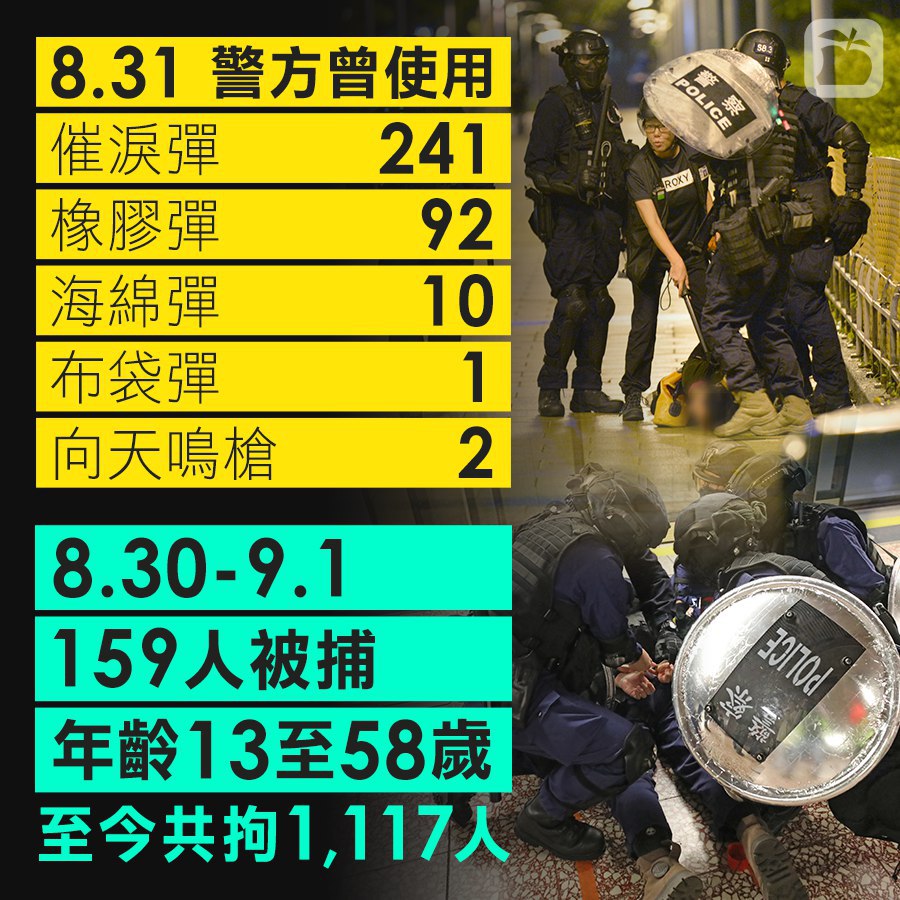 8.31 警方曾使用
催淚彈 241
橡膠彈 92
海綿彈 10
布袋彈 1
向天鳴槍 2
8.30-9.1
159人被捕
年齡13至58歲
至今共拘1,117人
警察
POLICE
ROXY
警察
POLICE